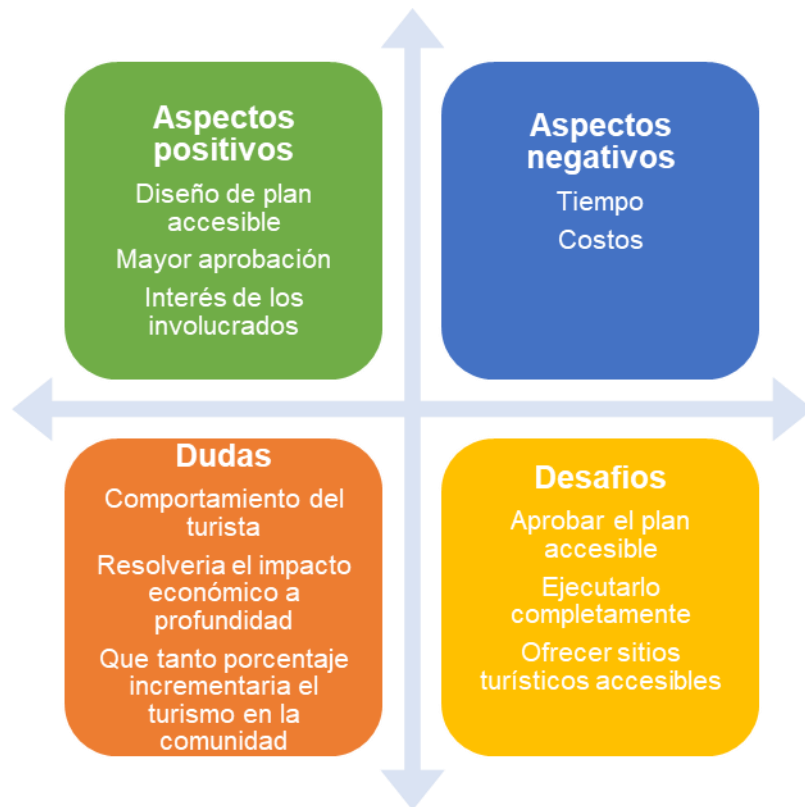 Aspectos
positivos
Diseño de plan
accesible
Mayor aprobación
Interés de los
involucrados
Aspectos
negativos
Tiempo
Costos
Dudas
Comportamiento del
turista
Resolveria el impacto
económico a
profundidad
Que tanto porcentaje
incrementaria el
turismo en la
comunidad
Desafios
Aprobar el plan
accesible
Ejecutarlo
completamente
Ofrecer sitios
turísticos accesibles